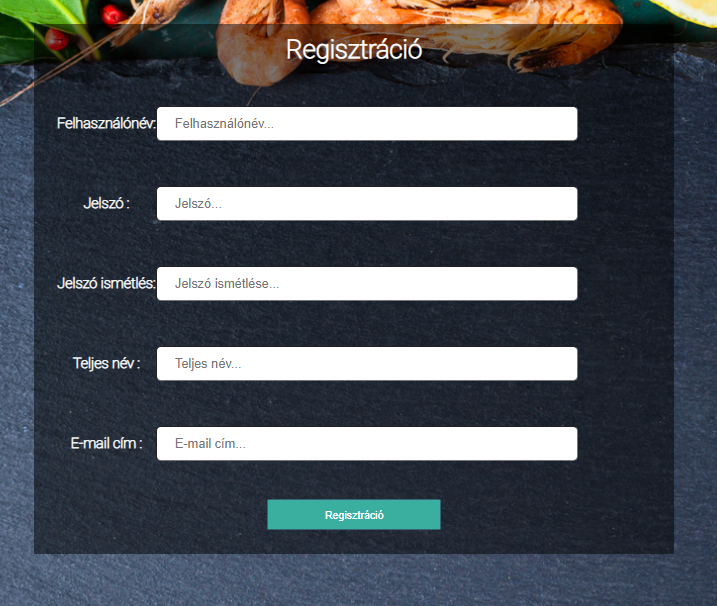 Regisztráció
Felhasználónév: Felhasználónév...
Jelszó : Jelszó...
Jelszó ismétlés: Jelszó ismétlése...
Teljes név : Teljes név...
E-mail cím : E-mail cím...
Regisztráció